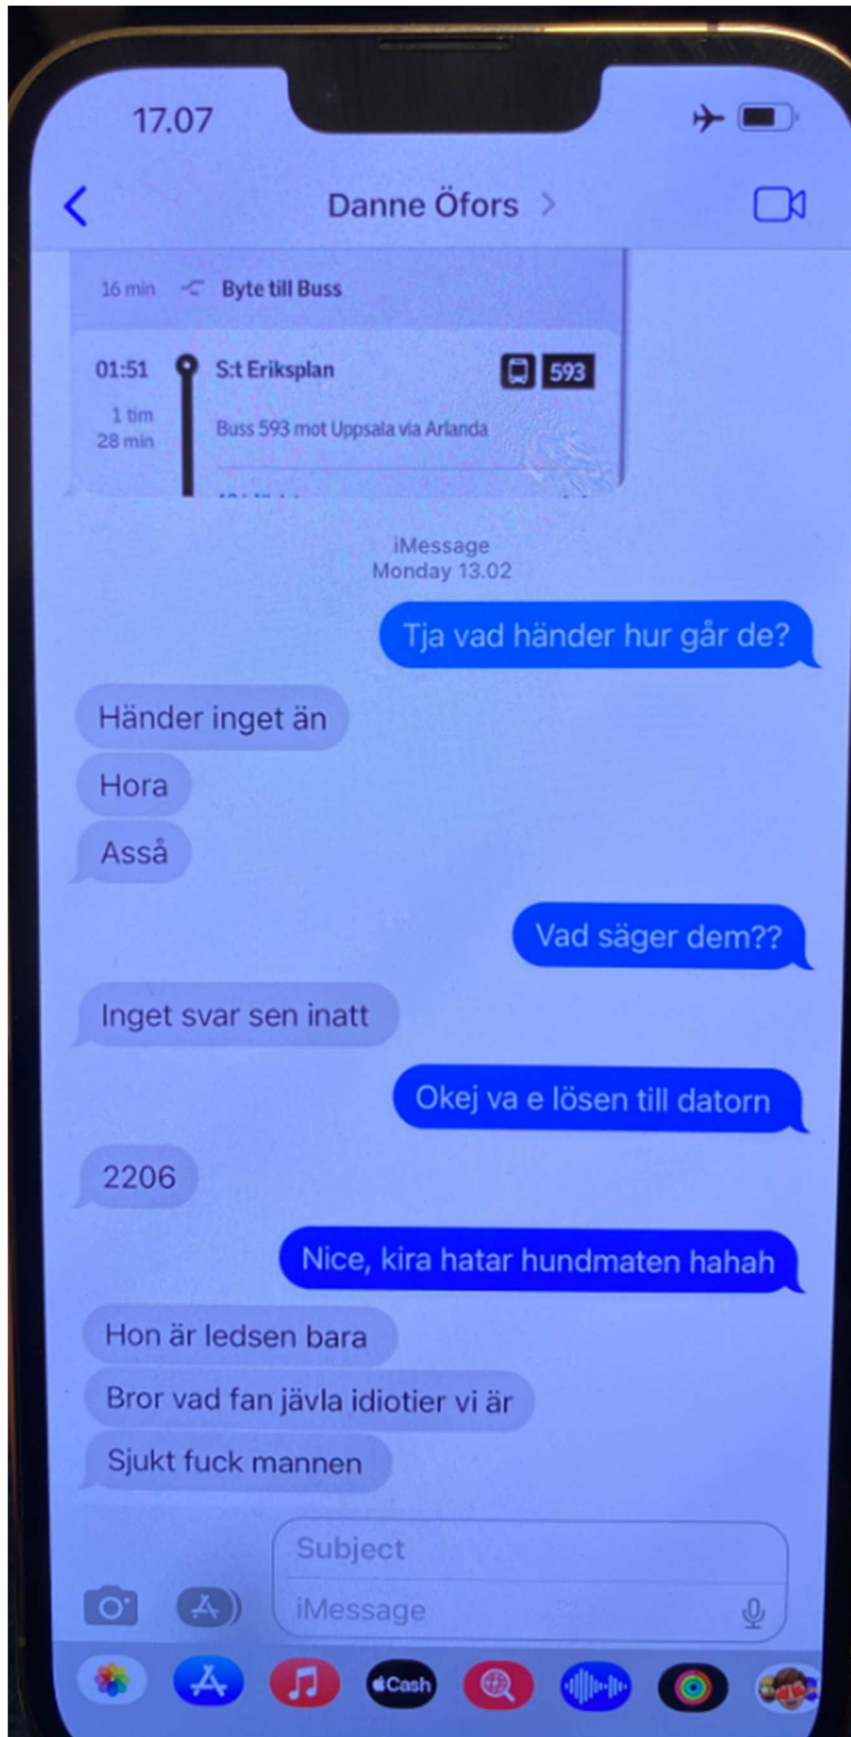 17.07
Danne Öfors
16 min Byte till Buss
01:51 S:t Eriksplan 593
1 tim
28 min
Buss 593 mot Uppsala via Arlanda
iMessage
Monday 13.02
Tja vad händer hur går de?
Händer inget än
Hora
Asså
Vad säger dem??
Inget svar sen inatt
Okej va e lösen till datorn
2206
Nice, kira hatar hundmaten hahah
Hon är ledsen bara
Bror vad fan jävla idiotier vi är
Sjukt fuck mannen
Subject
iMessage
Cash